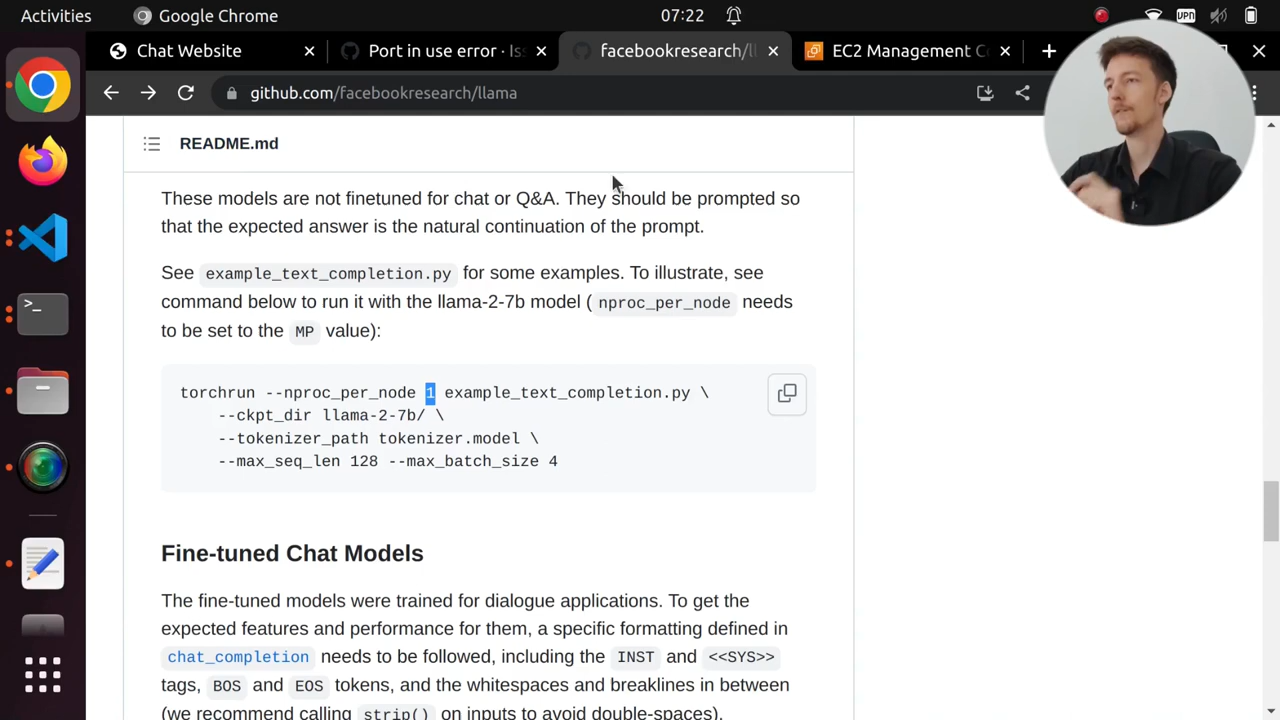 Activities
Google Chrome
07:22
VPN
Chat Website
Port in use error · Iss
facebookresearch/ll
EC2 Management Co
github.com/facebookresearch/llama
README.md
These models are not finetuned for chat or Q&A. They should be prompted so
that the expected answer is the natural continuation of the prompt.
See example_text_completion.py for some examples. To illustrate, see
command below to run it with the llama-2-7b model ( nproc_per_node needs
to be set to the MP value):
torchrun --nproc_per_node 1 example_text_completion.py \
--ckpt_dir llama-2-7b/ \
--tokenizer_path tokenizer.model \
--max_seq_len 128 --max_batch_size 4
Fine-tuned Chat Models
The fine-tuned models were trained for dialogue applications. To get the
expected features and performance for them, a specific formatting defined in
chat_completion needs to be followed, including the INST and <<SYS>>
tags, BOS and EOS tokens, and the whitespaces and breaklines in between
(we recommend calling strip() on inputs to avoid double-spaces).